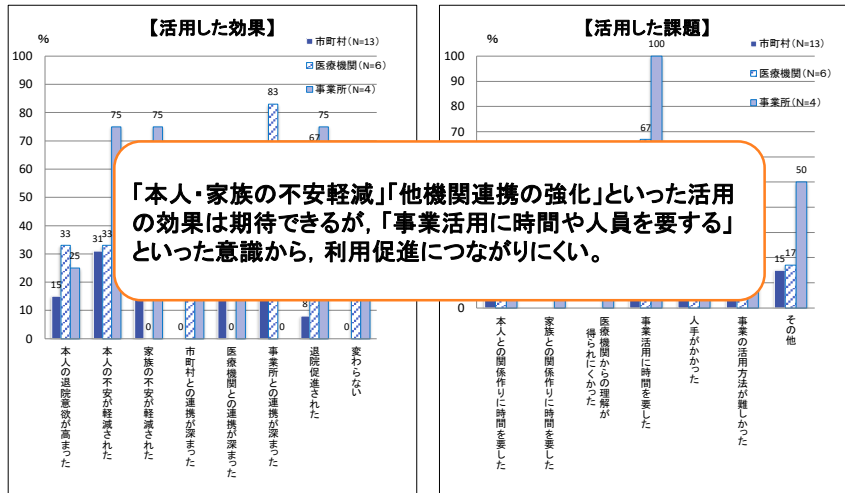 【活用した効果】
%
市町村(N=13)
医療機関(N=6)
事業所(N=4)
100
90
80
70
60
50
40
30
20
10
0
15
33
25
31
33
75
0
75
0
0
83
0
8
67
75
0
本人の退院意欲が高まった
本人の不安が軽減された
家族の不安が軽減された
市町村との連携が深まった
医療機関との連携が深まった
事業所との連携が深まった
退院促進された
変わらない
【活用した課題】
%
市町村(N=13)
医療機関(N=6)
事業所(N=4)
100
90
80
70
0
67
100
15
17
50
本人との関係作りに時間を要した
家族との関係作りに時間を要した
医療機関からの理解が
得られにくかった
事業活用に時間を要した
人手がかかった
事業の活用方法が難しかった
その他
「本人・家族の不安軽減」「他機関連携の強化」といった活用
の効果は期待できるが,「事業活用に時間や人員を要する」
といった意識から,利用促進につながりにくい。